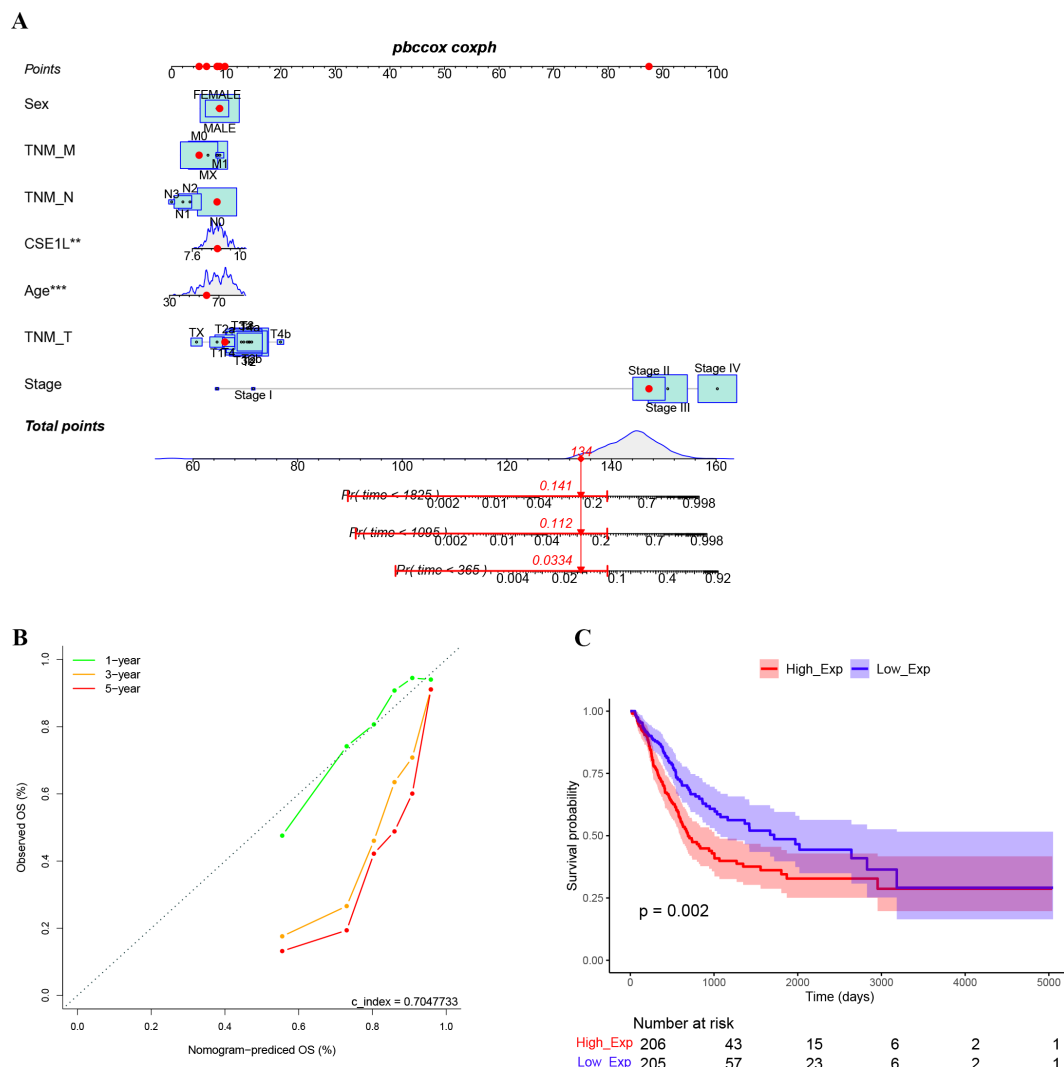 A
pbccox coxph
Points
0 10 20 30 40 50 60 70 80 90 100
Sex
FEMALE
MALE
TNM_M
M0
M1
MX
TNM_N
N3 N2
N1 N0
CSE1L**
7.6 10
Age***
30 70
TNM_T
TX T4b
Stage
Stage II Stage IV
Stage I Stage III
Total points
134
60 80 100 120 140 160
0.141
Pr( time < 1825 )
0.002 0.01 0.04 0.2 0.7 0.998
0.112
Pr( time < 1095 )
0.002 0.01 0.04 0.2 0.7 0.998
0.0334
Pr( time < 365 )
0.004 0.02 0.1 0.4 0.92
B
1-year
3-year
5-year
Observed OS (%)
1.0
0.8
0.6
0.4
0.2
0.0
c_index = 0.7047733
0.0 0.2 0.4 0.6 0.8 1.0
Nomogram-prediced OS (%)
C
High_Exp Low_Exp
Survival probability
1.00
0.75
0.50
0.25
0.00
p = 0.002
0 1000 2000 3000 4000 5000
Time (days)
Number at risk
High_Exp 206 43 15 6 2 1
Low_Exp 205 57 23 6 2 1